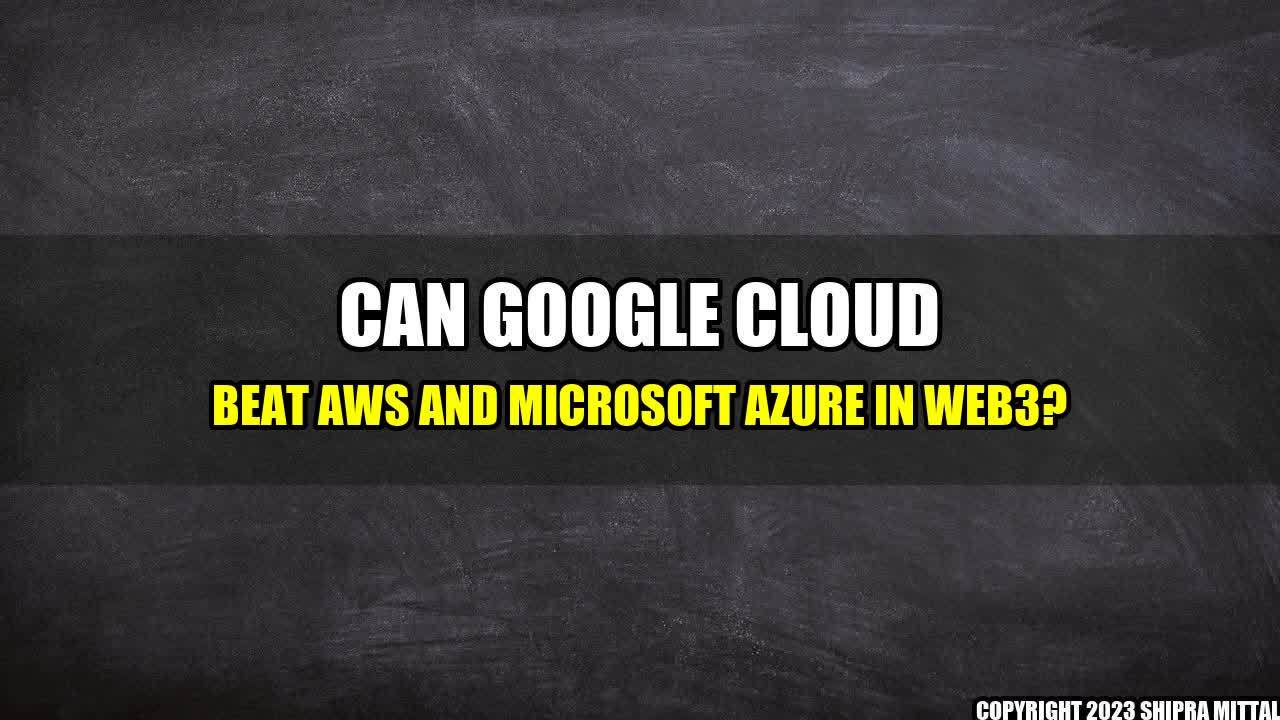 CAN GOOGLE CLOUD
BEAT AWS AND MICROSOFT AZURE IN WEB3?
COPYRIGHT 2023 SHIPRA MITTAL